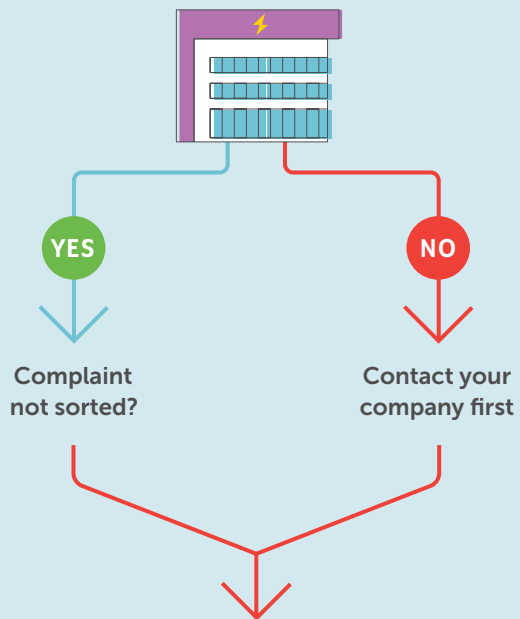 YES
NO
Complaint
not sorted?
Contact your
company first